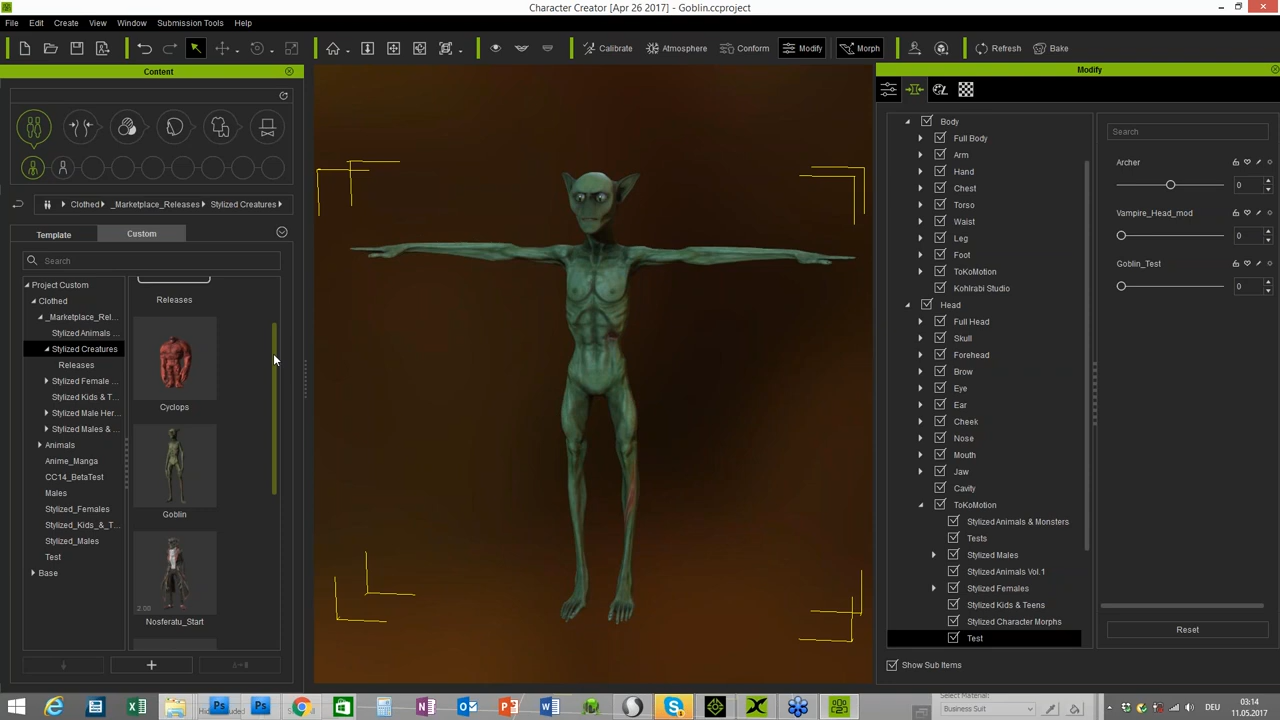 Character Creator [Apr 26 2017] - Goblin.ccproject
File Edit Create View Window Submission Tools Help
Calibrate Atmosphere Conform Modify Morph Refresh Bake
Content
Modify
Clothed _Marketplace_Releases Stylized Creatures
Template Custom
Search
Project Custom
Clothed
_Marketplace_Rel...
Stylized Animals ...
Stylized Creatures
Releases
Stylized Female ...
Stylized Kids & T...
Stylized Male Her...
Stylized Males & ...
Animals
Anime_Manga
CC14_BetaTest
Males
Stylized_Females
Stylized_Kids_&_T...
Stylized_Males
Test
Base
Releases
Cyclops
Goblin
2.00
Nosferatu_Start
Body
Full Body
Arm
Hand
Chest
Torso
Waist
Leg
Foot
ToKoMotion
Kohlrabi Studio
Head
Full Head
Skull
Forehead
Brow
Eye
Ear
Cheek
Nose
Mouth
Jaw
Cavity
ToKoMotion
Stylized Animals & Monsters
Tests
Stylized Males
Stylized Animals Vol.1
Stylized Females
Stylized Kids & Teens
Stylized Character Morphs
Test
Show Sub Items
Search
Archer
0
Vampire_Head_mod
0
Goblin_Test
0
Reset
Select Material:
Business Suit
DEU
03:14
11.05.2017